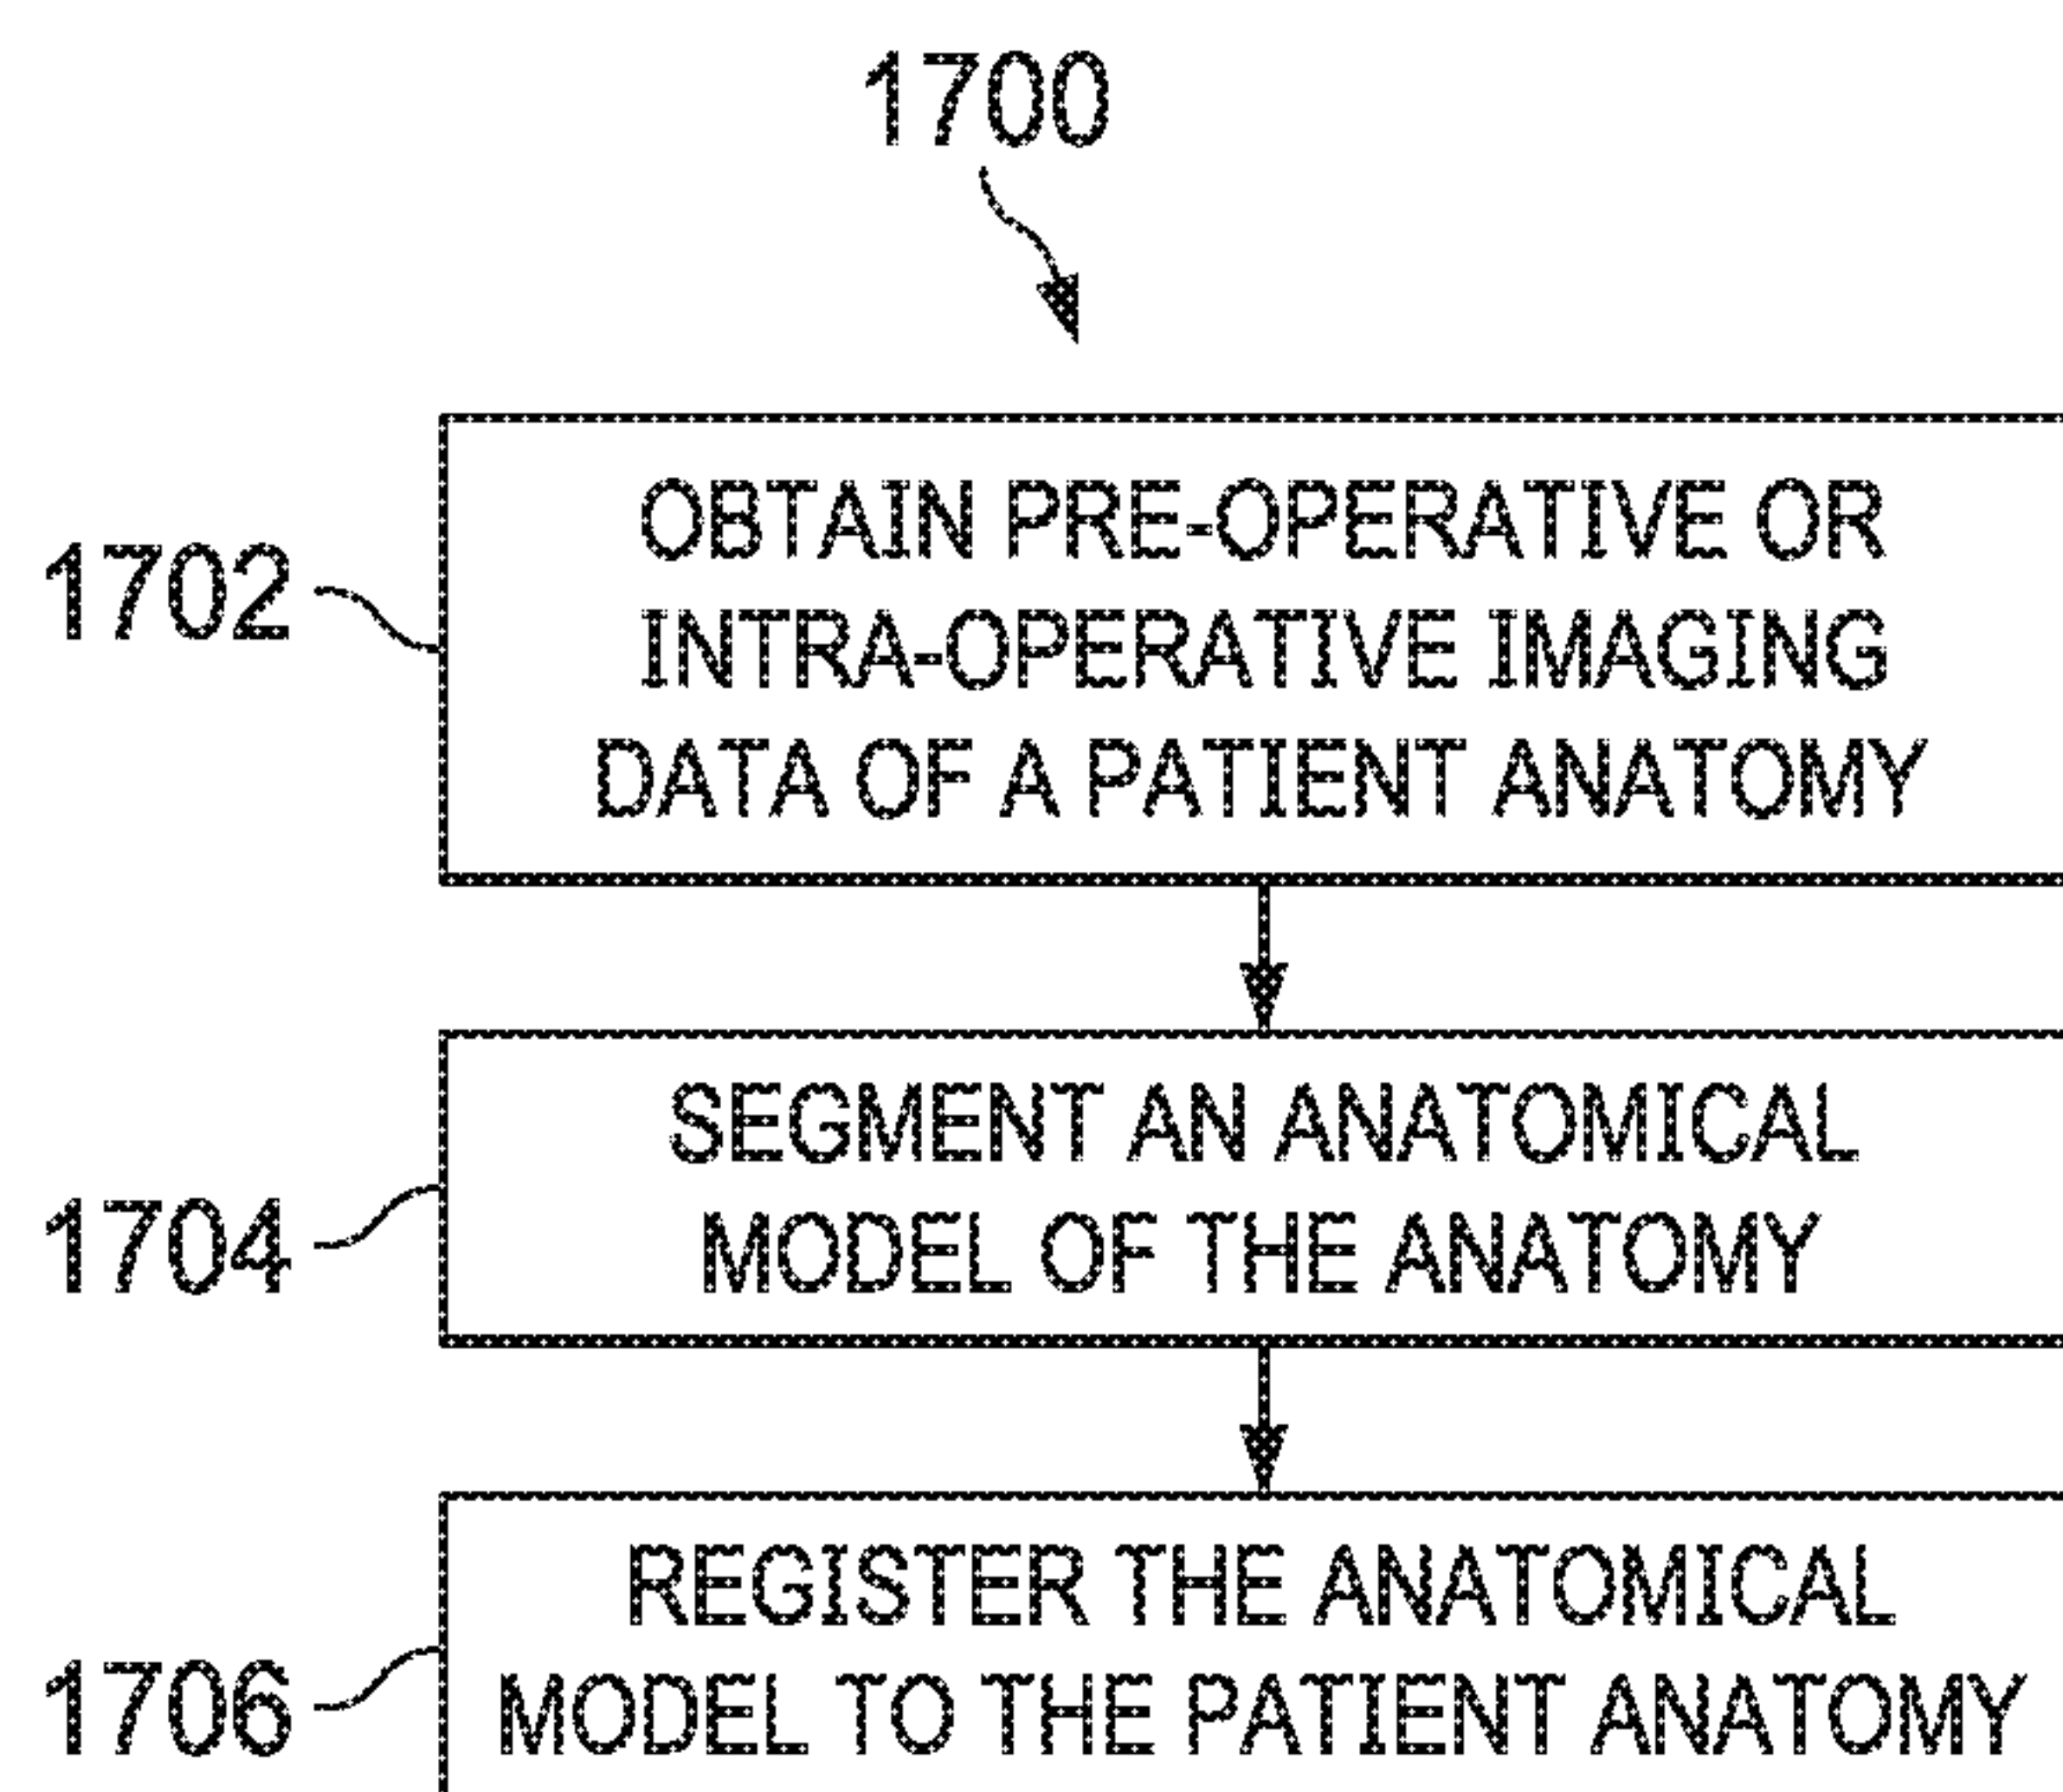 1700
1702
OBTAIN PRE-OPERATIVE OR
INTRA-OPERATIVE IMAGING
DATA OF A PATIENT ANATOMY
1704
SEGMENT AN ANATOMICAL
MODEL OF THE ANATOMY
1706
REGISTER THE ANATOMICAL
MODEL TO THE PATIENT ANATOMY